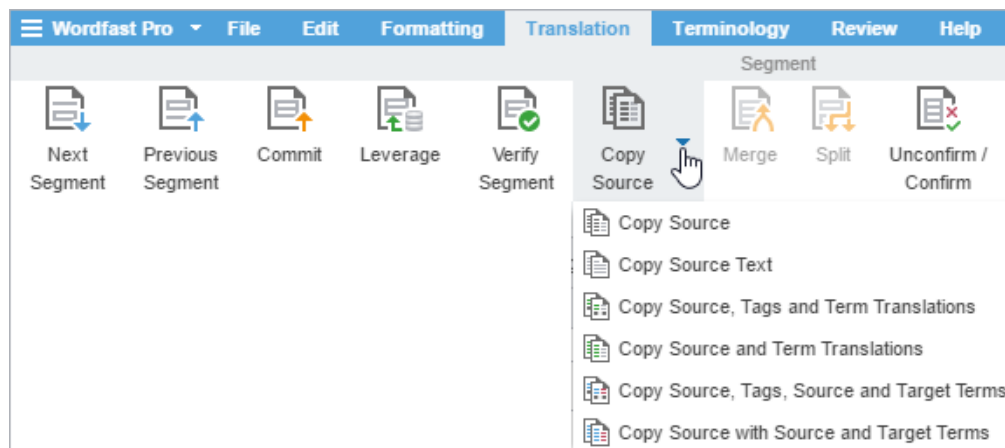 Wordfast Pro File Edit Formatting Translation Terminology Review Help
Segment
Next Segment
Previous Segment
Commit
Leverage
Verify Segment
Copy Source
Merge
Split
Unconfirm / Confirm
Copy Source
Copy Source Text
Copy Source, Tags and Term Translations
Copy Source and Term Translations
Copy Source, Tags, Source and Target Terms
Copy Source with Source and Target Terms